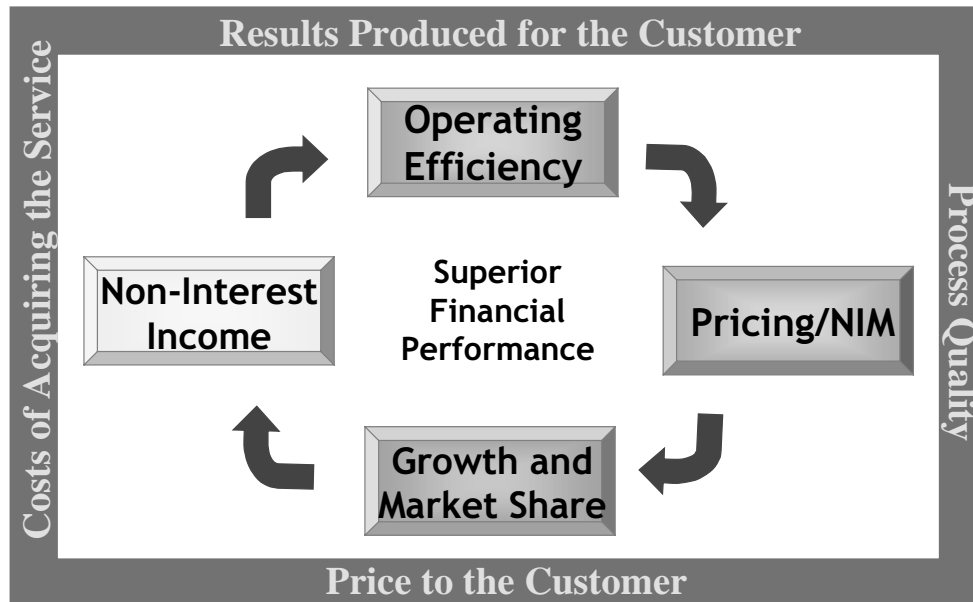 Results Produced for the Customer
Costs of Acquiring the Service
Operating
Efficiency
Process Quality
Non-Interest
Income
Superior
Financial
Performance
Pricing/NIM
Growth and
Market Share
Price to the Customer